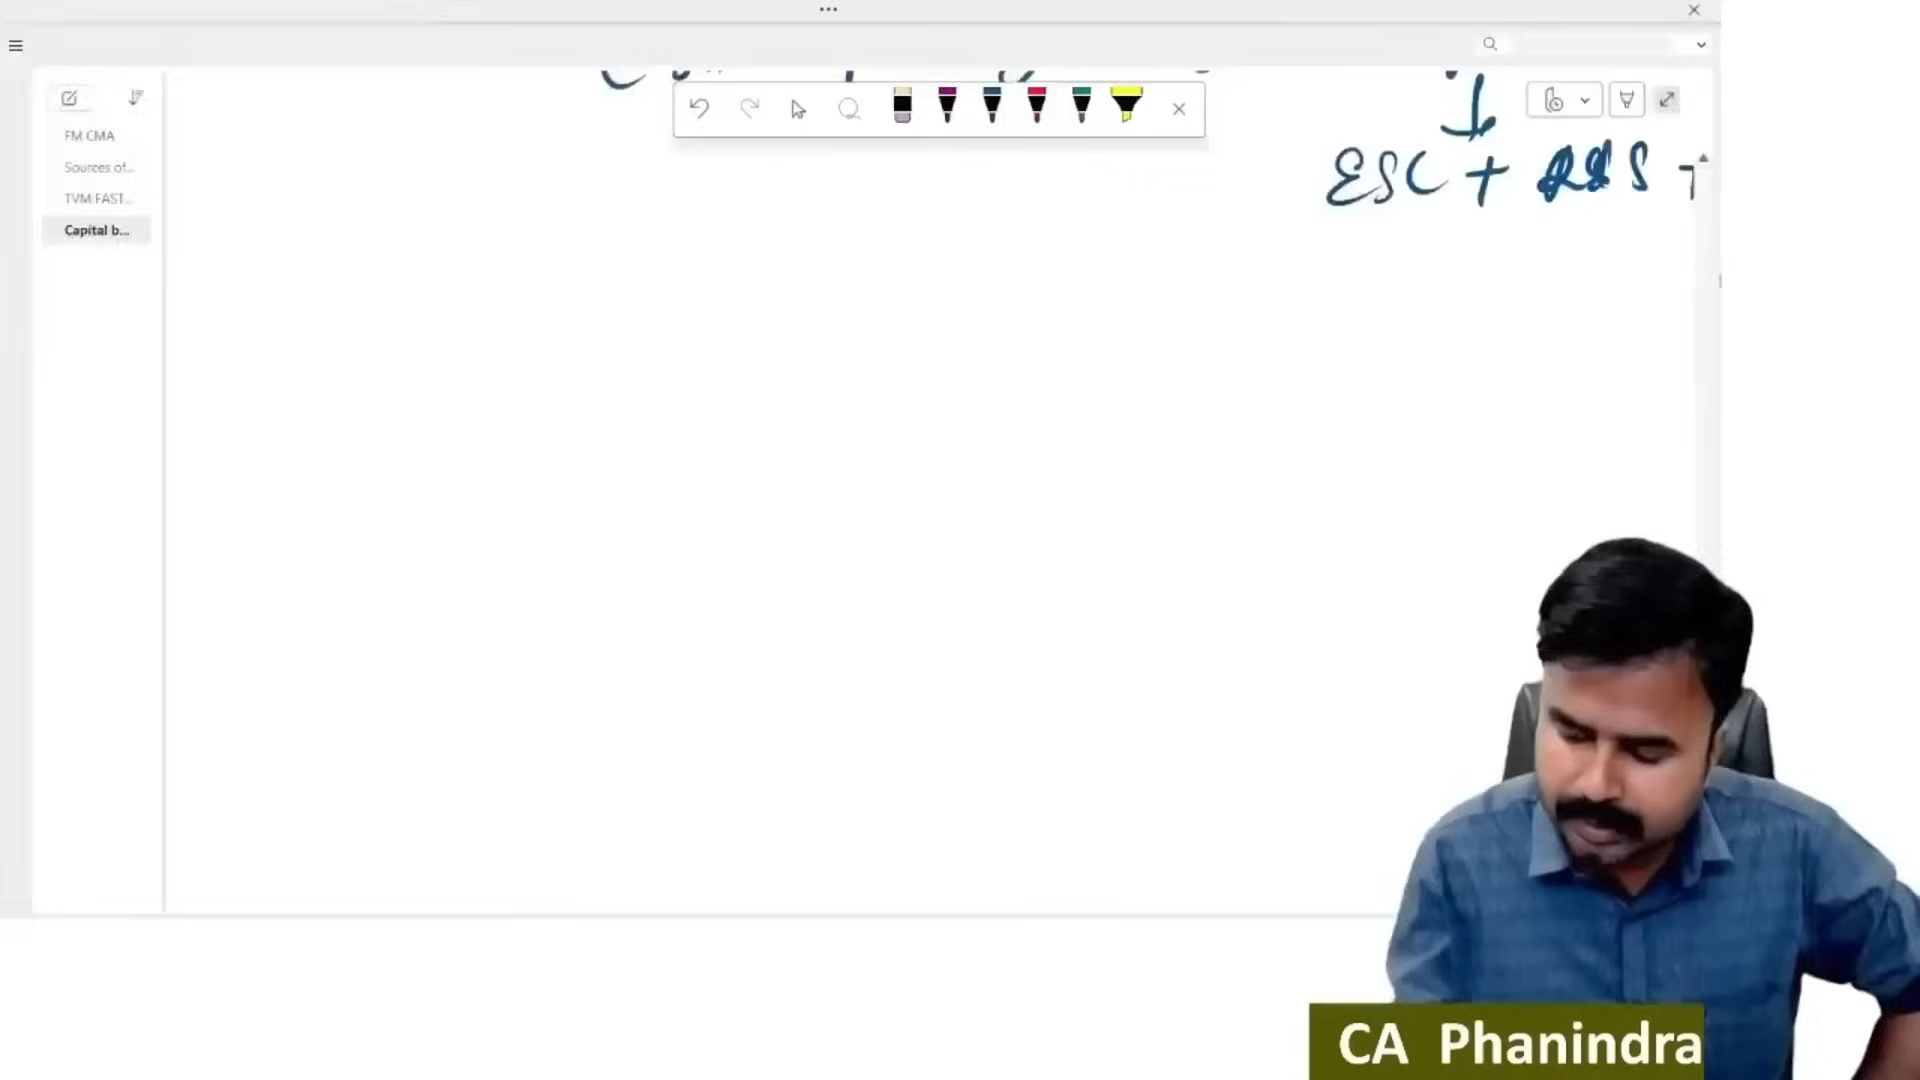 FM CMA
Sources of...
TVM FAST...
Capital b...
ESC +
CA Phanindra